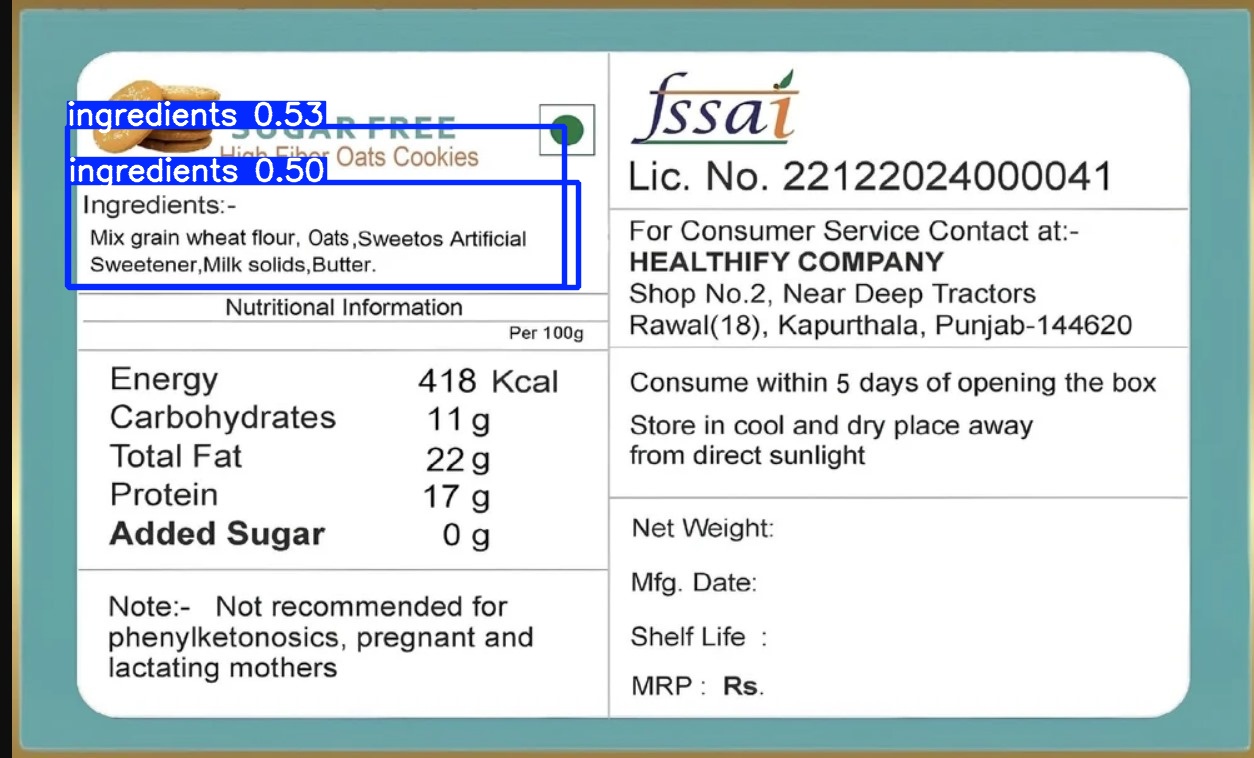 ingredients 0.53
SUGAR FREE
High Fiber Oats Cookies
ingredients 0.50
Ingredients:-
Mix grain wheat flour, Oats ,Sweetos Artificial
Sweetener,Milk solids,Butter.
Nutritional Information
Per 100g
Energy 418 Kcal
Carbohydrates 11 g
Total Fat 22 g
Protein 17 g
Added Sugar 0 g
Note:- Not recommended for
phenylketonosics, pregnant and
lactating mothers
fssai
Lic. No. 22122024000041
For Consumer Service Contact at:-
HEALTHIFY COMPANY
Shop No.2, Near Deep Tractors
Rawal(18), Kapurthala, Punjab-144620
Consume within 5 days of opening the box
Store in cool and dry place away
from direct sunlight
Net Weight:
Mfg. Date:
Shelf Life :
MRP : Rs.